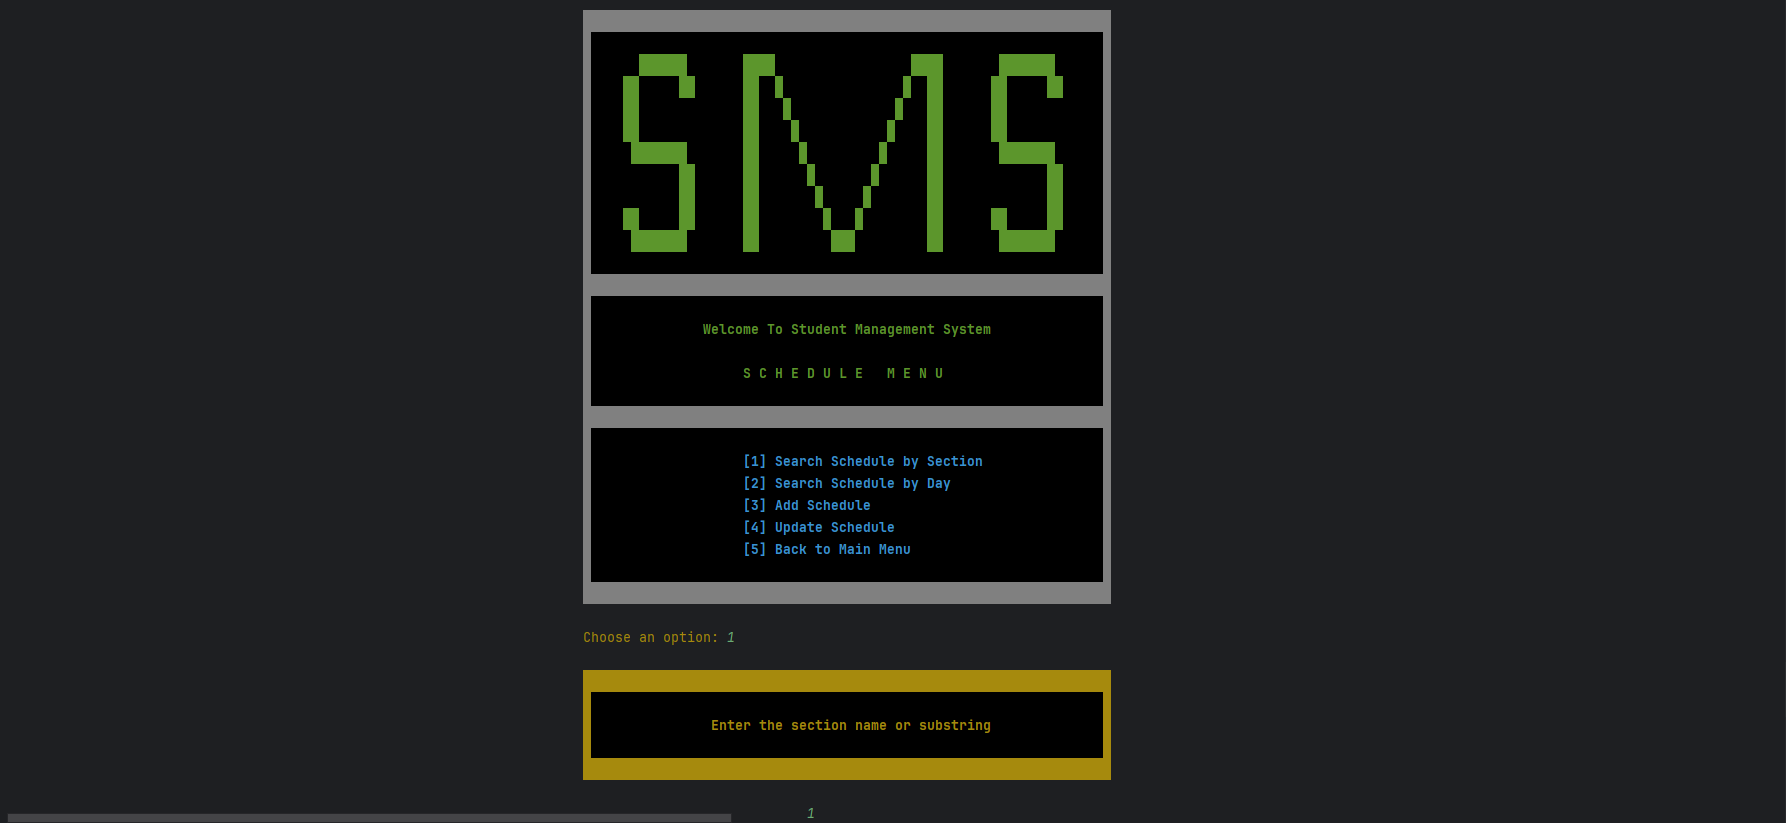 SMS
Welcome To Student Management System
S C H E D U L E   M E N U
[1] Search Schedule by Section
[2] Search Schedule by Day
[3] Add Schedule
[4] Update Schedule
[5] Back to Main Menu
Choose an option: 1
Enter the section name or substring
1